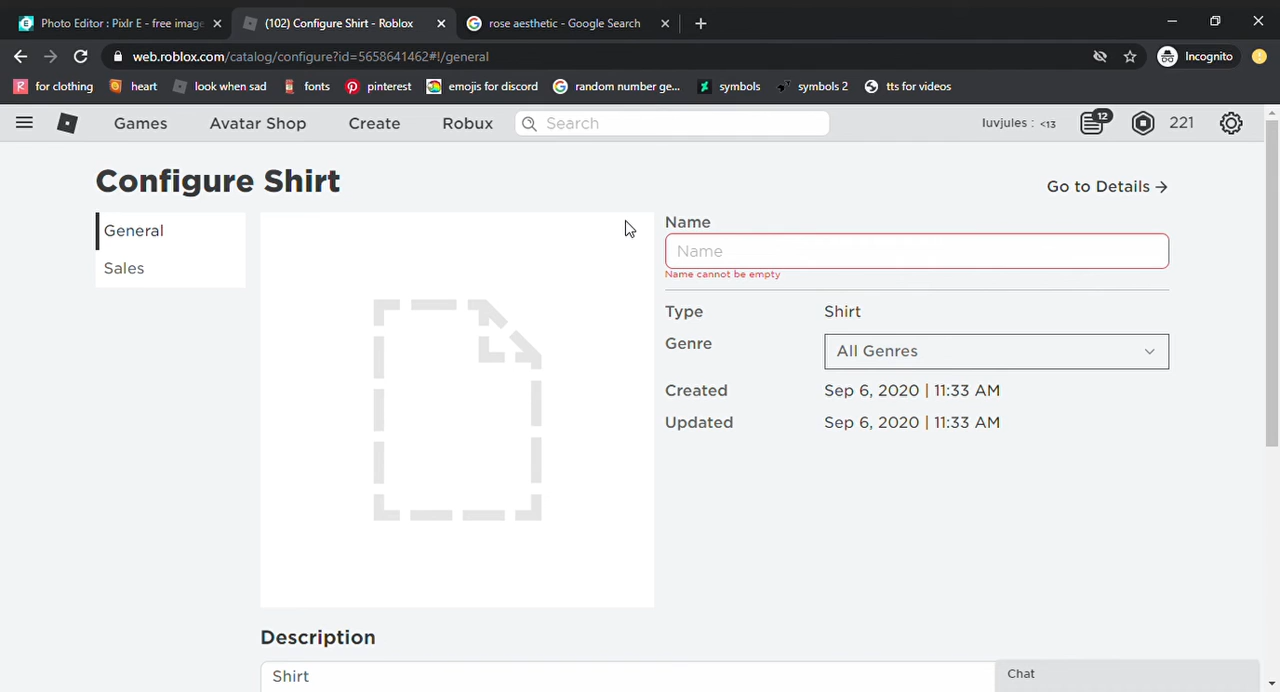 Photo Editor : Pixlr E - free image
(102) Configure Shirt - Roblox
rose aesthetic - Google Search
web.roblox.com/catalog/configure?id=5658641462#!/general
Incognito
for clothing
heart
look when sad
fonts
pinterest
emojis for discord
random number ge...
symbols
symbols 2
tts for videos
Games
Avatar Shop
Create
Robux
Search
luvjules : <13
12
221
Configure Shirt
Go to Details →
General
Sales
Name
Name
Name cannot be empty
Type
Shirt
Genre
All Genres
Created
Sep 6, 2020 | 11:33 AM
Updated
Sep 6, 2020 | 11:33 AM
Description
Shirt
Chat